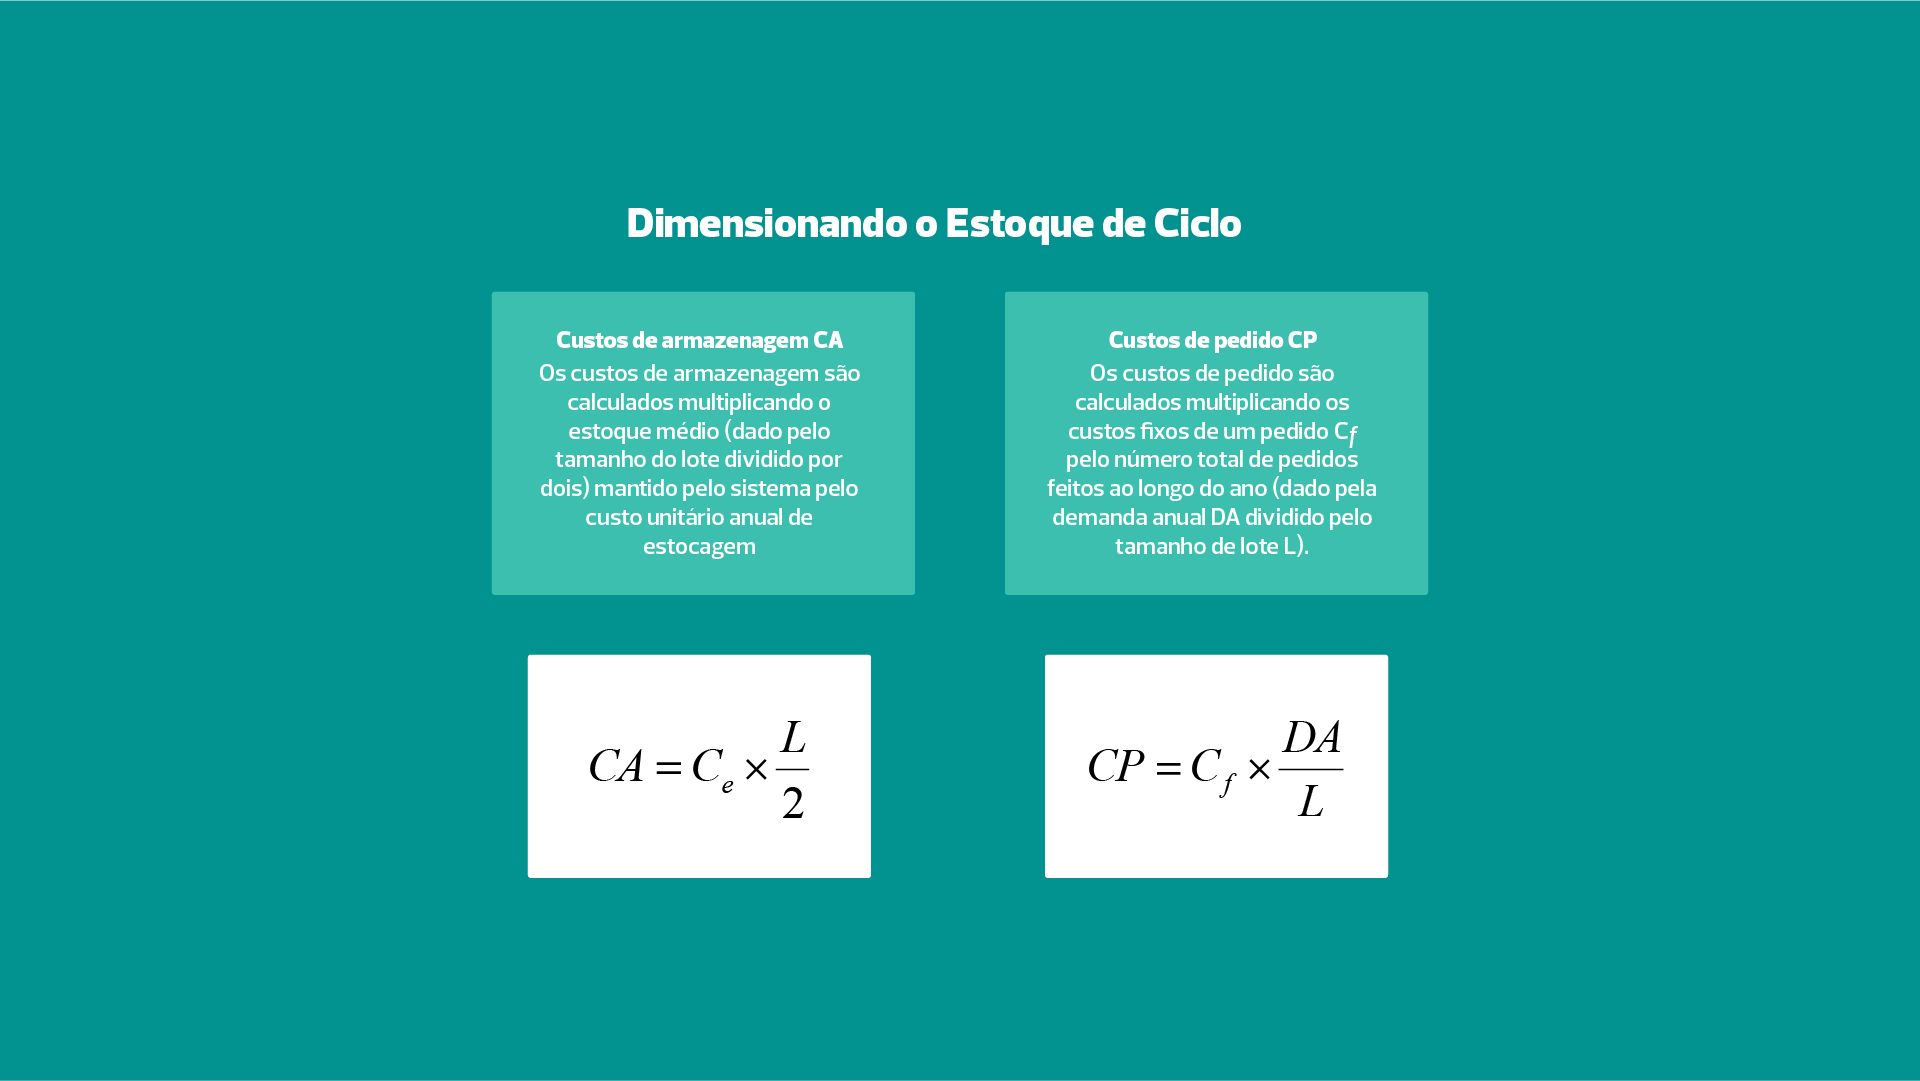 Dimensionando o Estoque de Ciclo
Custos de armazenagem CA
Os custos de armazenagem são
calculados multiplicando o
estoque médio (dado pelo
tamanho do lote dividido por
dois) mantido pelo sistema pelo
custo unitário anual de
estocagem
Custos de pedido CP
Os custos de pedido são
calculados multiplicando os
custos fixos de um pedido C_f
pelo número total de pedidos
feitos ao longo do ano (dado pela
demanda anual DA dividido pelo
tamanho de lote L).
CA = C_e × L/2
CP = C_f × DA/L